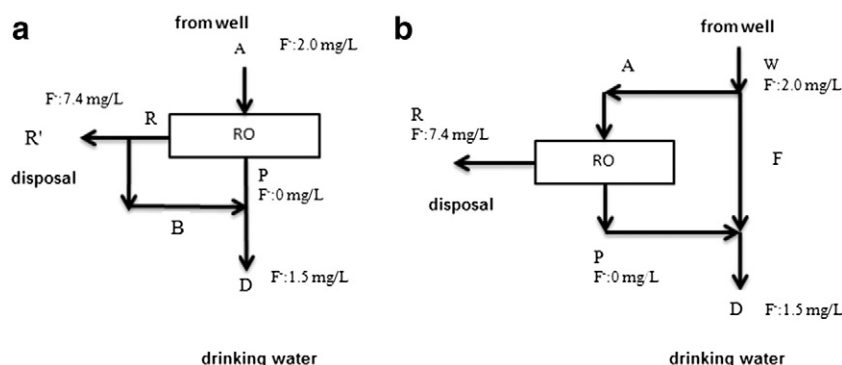 a
from well
A
F-:2.0 mg/L
F-:7.4 mg/L
R
R'
RO
disposal
P
F-:0 mg/L
B
D
F-:1.5 mg/L
drinking water
b
from well
W
F-:2.0 mg/L
A
R
F-:7.4 mg/L
RO
F
disposal
P
F-:0 mg/L
D
F-:1.5 mg/L
drinking water